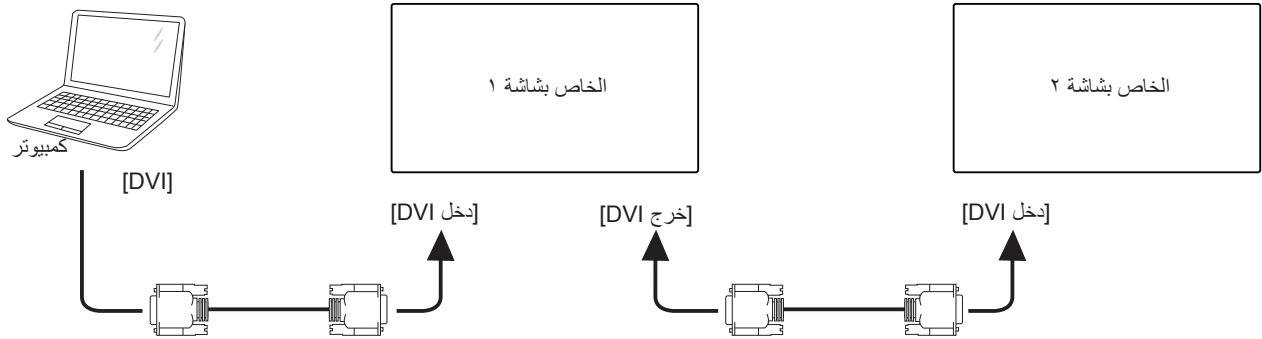 الخاص بشاشة ١
الخاص بشاشة ٢
كمبيوتر
[DVI]
[دخل DVI]
[خرج DVI]
[دخل DVI]